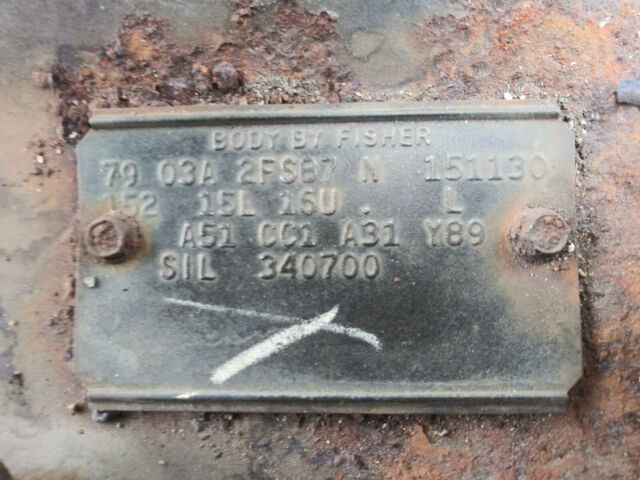 BODY BY FISHER
79 03A 2FS87 N 151130
152 15L 16U . L
A51 CC1 A31 Y89
SIL 340700